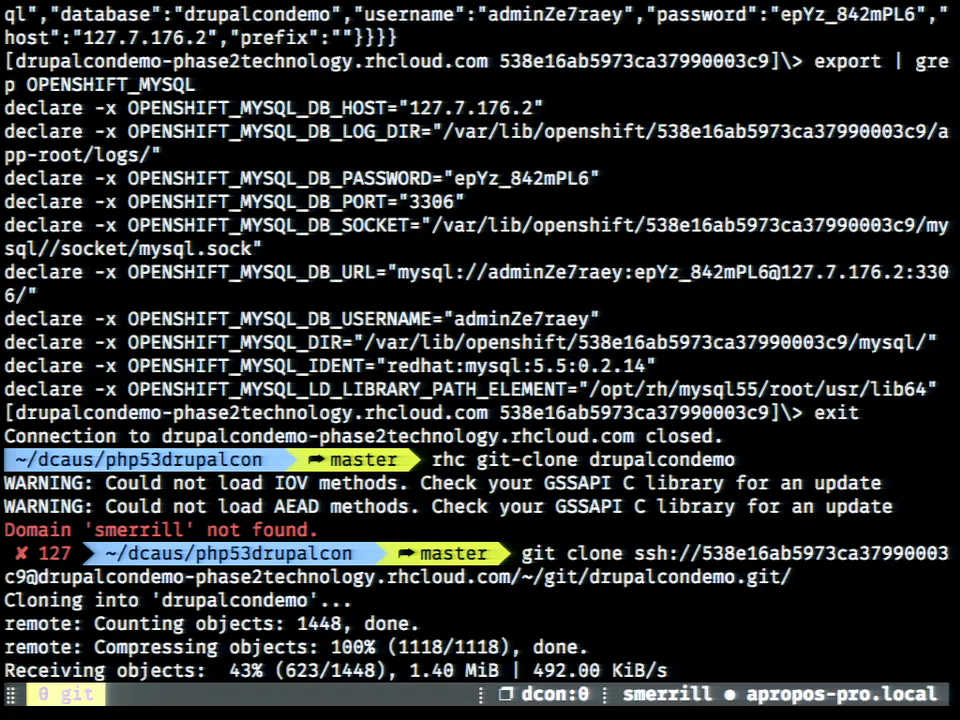 ql","database":"drupalcondemo","username":"adminZe7raey","password":"epYz_842mPL6","
host":"127.7.176.2","prefix":""}}}}
[drupalcondemo-phase2technology.rhcloud.com 538e16ab5973ca37990003c9]\> export | gre
p OPENSHIFT_MYSQL
declare -x OPENSHIFT_MYSQL_DB_HOST="127.7.176.2"
declare -x OPENSHIFT_MYSQL_DB_LOG_DIR="/var/lib/openshift/538e16ab5973ca37990003c9/a
pp-root/logs/"
declare -x OPENSHIFT_MYSQL_DB_PASSWORD="epYz_842mPL6"
declare -x OPENSHIFT_MYSQL_DB_PORT="3306"
declare -x OPENSHIFT_MYSQL_DB_SOCKET="/var/lib/openshift/538e16ab5973ca37990003c9/my
sql//socket/mysql.sock"
declare -x OPENSHIFT_MYSQL_DB_URL="mysql://adminZe7raey:epYz_842mPL6@127.7.176.2:330
6/"
declare -x OPENSHIFT_MYSQL_DB_USERNAME="adminZe7raey"
declare -x OPENSHIFT_MYSQL_DIR="/var/lib/openshift/538e16ab5973ca37990003c9/mysql/"
declare -x OPENSHIFT_MYSQL_IDENT="redhat:mysql:5.5:0.2.14"
declare -x OPENSHIFT_MYSQL_LD_LIBRARY_PATH_ELEMENT="/opt/rh/mysql55/root/usr/lib64"
[drupalcondemo-phase2technology.rhcloud.com 538e16ab5973ca37990003c9]\> exit
Connection to drupalcondemo-phase2technology.rhcloud.com closed.
~/dcaus/php53drupalcon ➦ master rhc git-clone drupalcondemo
WARNING: Could not load IOV methods. Check your GSSAPI C library for an update
WARNING: Could not load AEAD methods. Check your GSSAPI C library for an update
Domain 'smerrill' not found.
✘ 127 ~/dcaus/php53drupalcon ➦ master git clone ssh://538e16ab5973ca37990003
c9@drupalcondemo-phase2technology.rhcloud.com/~/git/drupalcondemo.git/
Cloning into 'drupalcondemo'...
remote: Counting objects: 1448, done.
remote: Compressing objects: 100% (1118/1118), done.
Receiving objects:  43% (623/1448), 1.40 MiB | 492.00 KiB/s
0 git dcon:0 smerrill ● apropos-pro.local